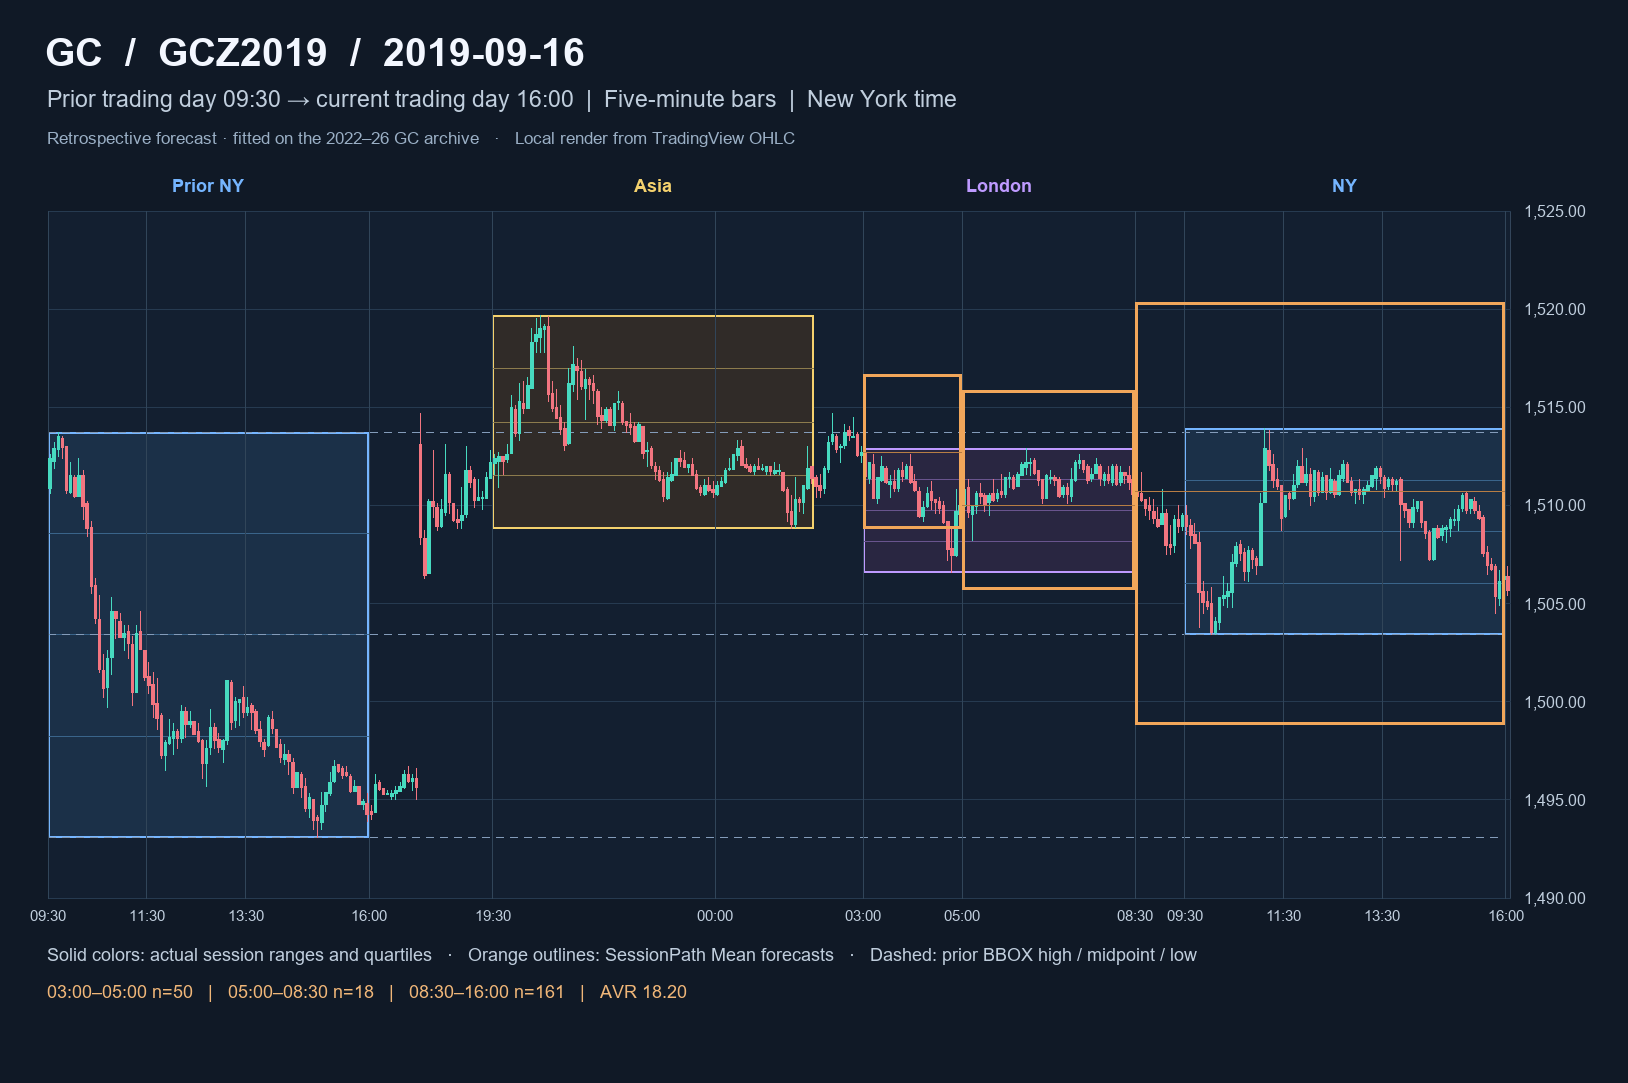 GC / GCZ2019 / 2019-09-16
Prior trading day 09:30 → current trading day 16:00 | Five-minute bars | New York time
Retrospective forecast · fitted on the 2022–26 GC archive · Local render from TradingView OHLC
Prior NY Asia London NY
1,525.00
1,520.00
1,515.00
1,510.00
1,505.00
1,500.00
1,495.00
1,490.00
09:30 11:30 13:30 16:00 19:30 00:00 03:00 05:00 08:30 09:30 11:30 13:30 16:00
Solid colors: actual session ranges and quartiles · Orange outlines: SessionPath Mean forecasts · Dashed: prior BBOX high / midpoint / low
03:00–05:00 n=50 | 05:00–08:30 n=18 | 08:30–16:00 n=161 | AVR 18.20